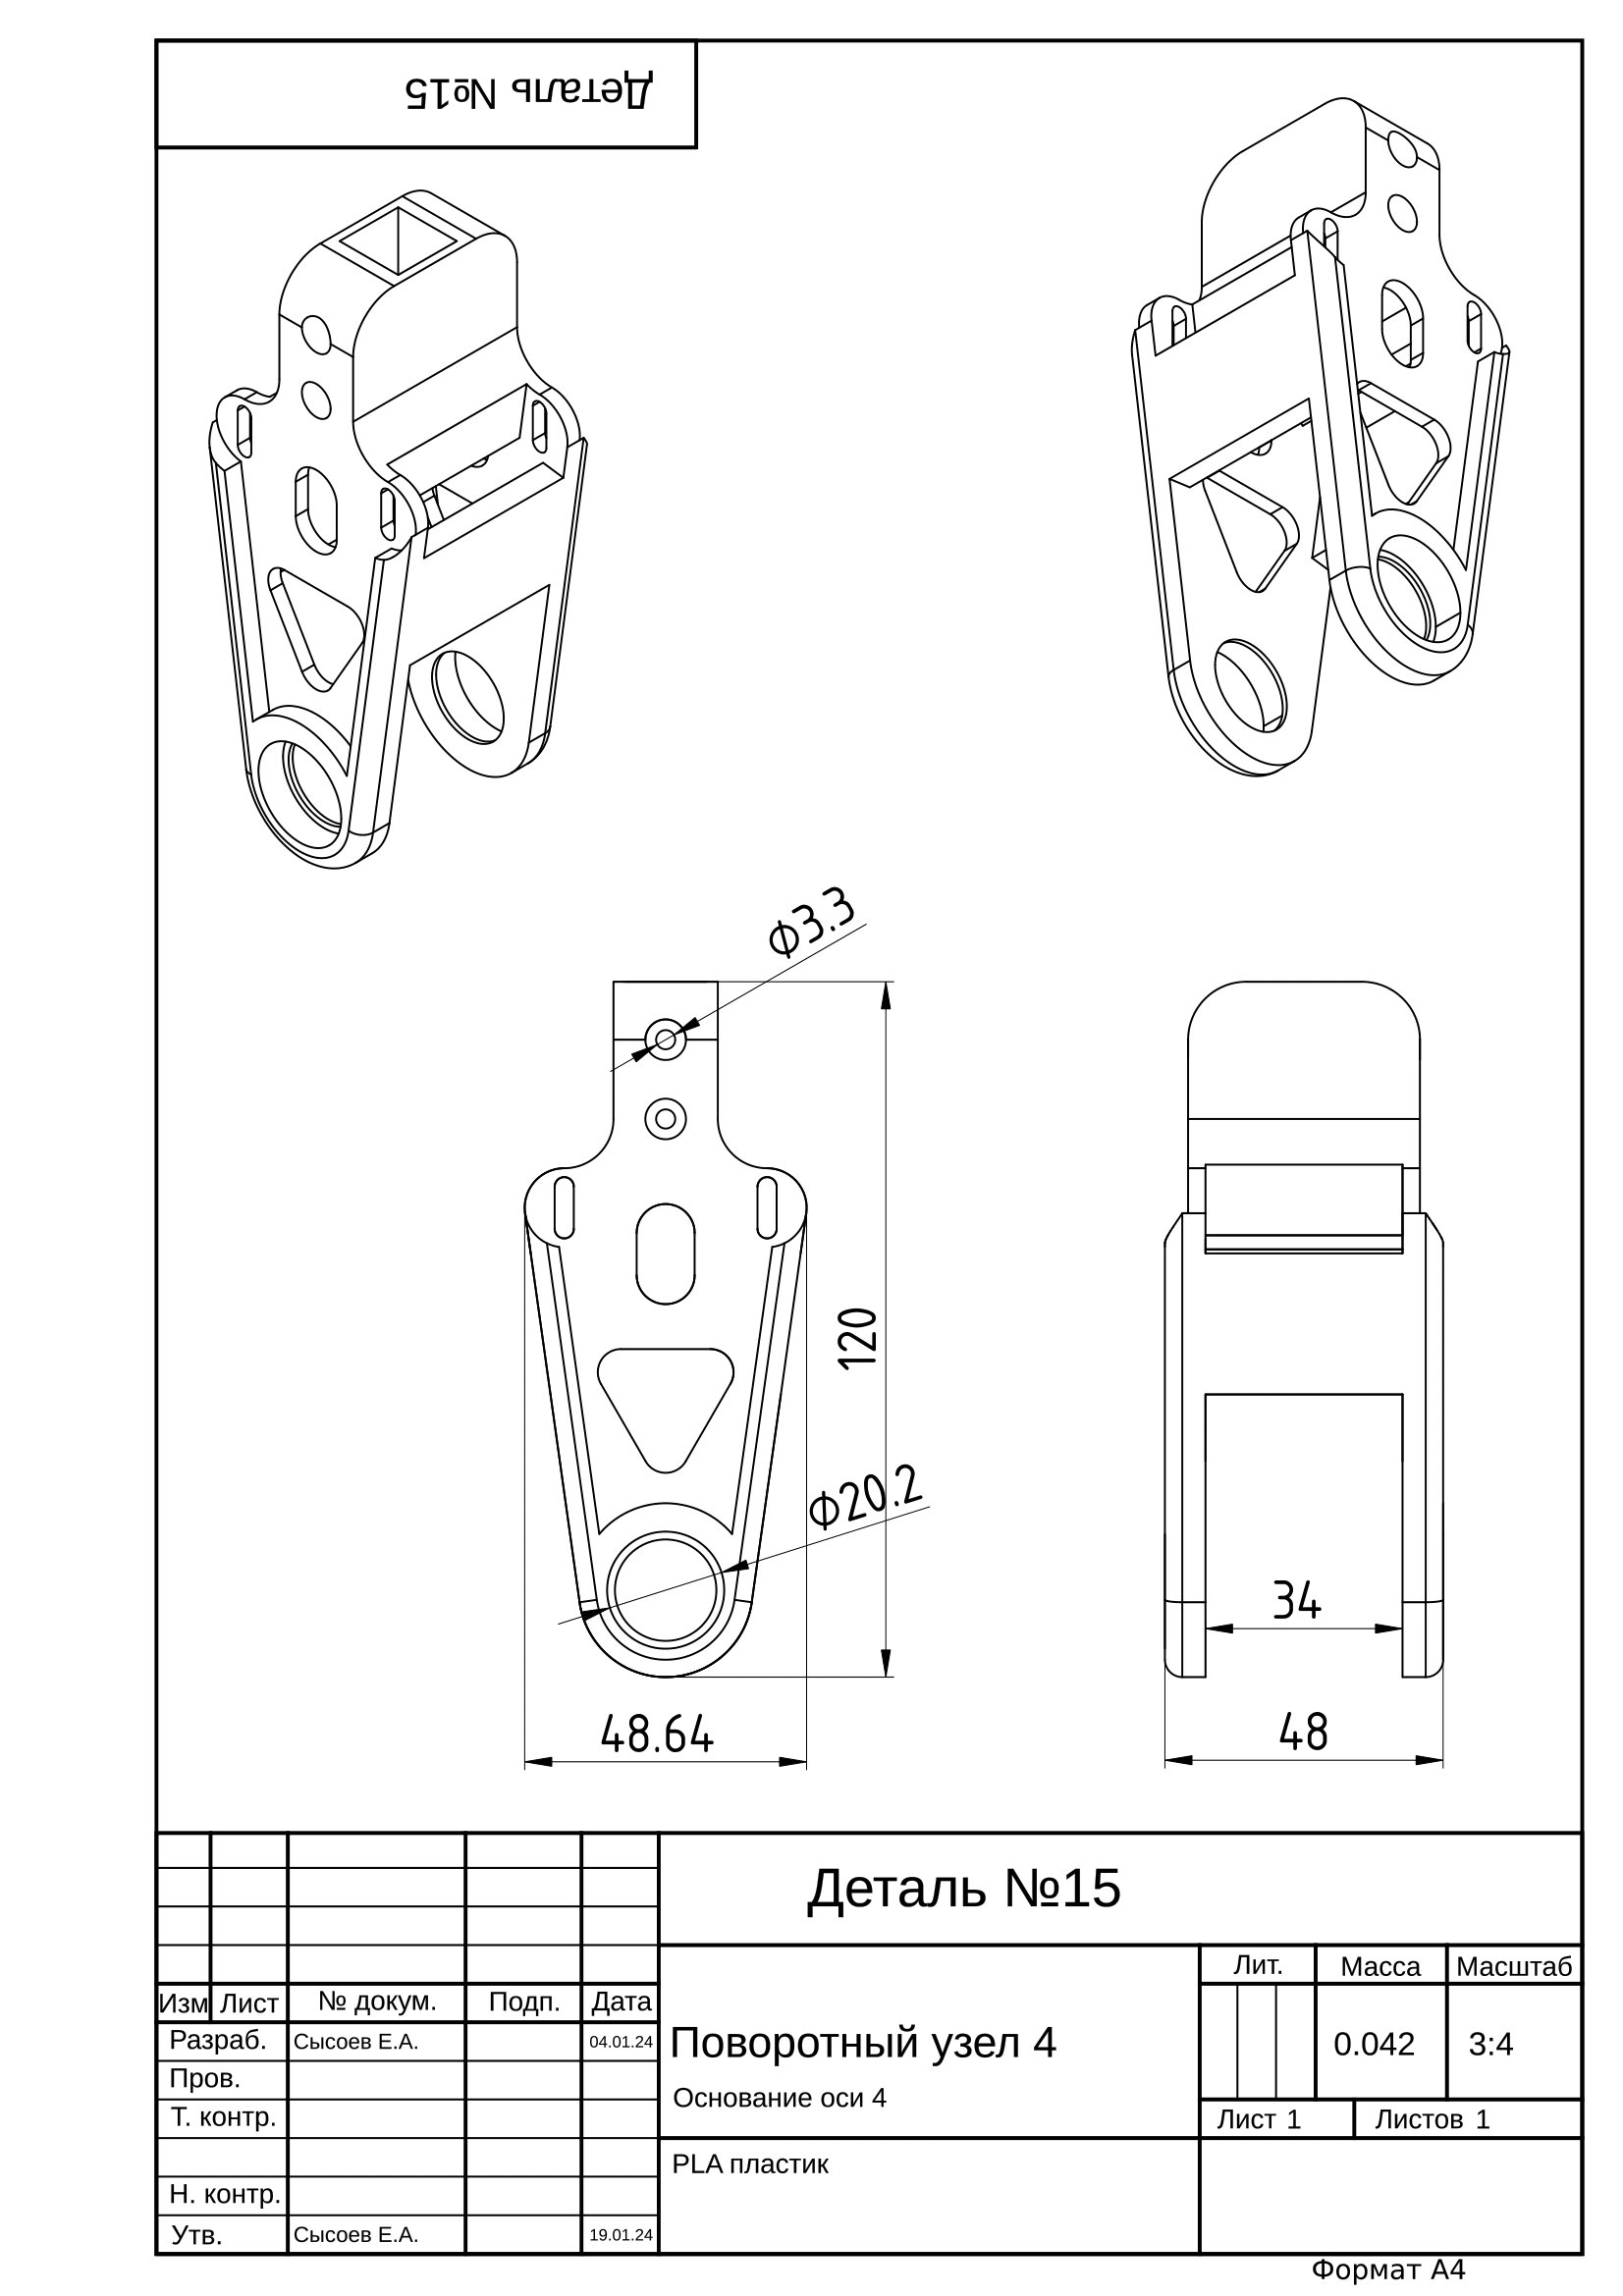 Деталь №15
Ф3.3
120
Ф20.2
34
48.64
48
Деталь №15
Лит. Масса Масштаб
Изм Лист № докум. Подп. Дата
Разраб. Сысоев Е.А. 04.01.24
Поворотный узел 4
0.042 3:4
Пров.
Основание оси 4
Т. контр.
Лист 1 Листов 1
PLA пластик
Н. контр.
Утв. Сысоев Е.А. 19.01.24
Формат А4